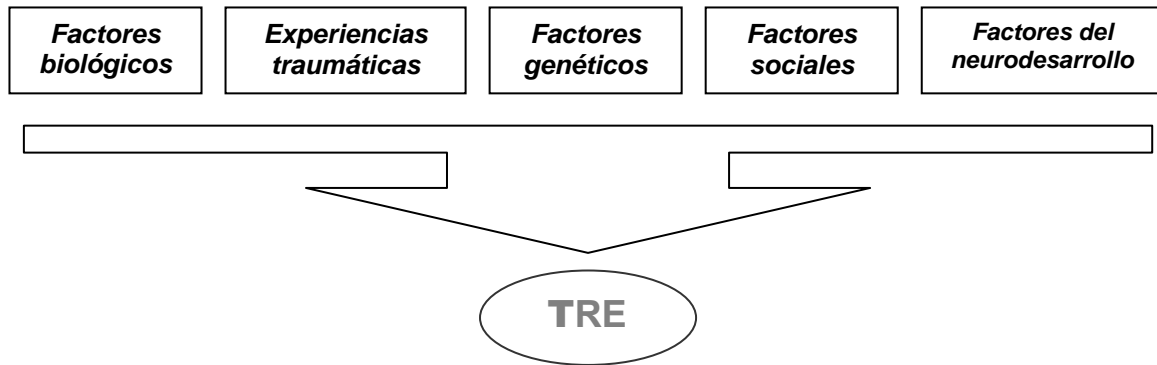 Factores
biológicos
Experiencias
traumáticas
Factores
genéticos
Factores
sociales
Factores del
neurodesarrollo
TRE